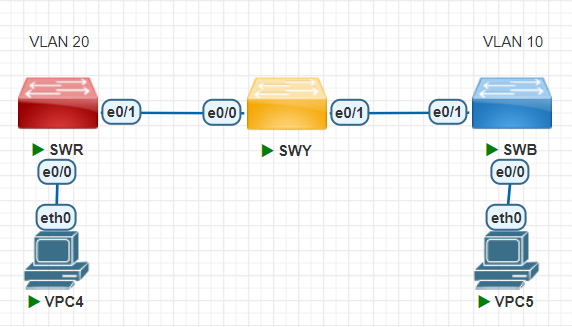 VLAN 20
VLAN 10
e0/1
e0/0
e0/1
e0/1
SWR
SWY
SWB
e0/0
e0/0
eth0
eth0
VPC4
VPC5